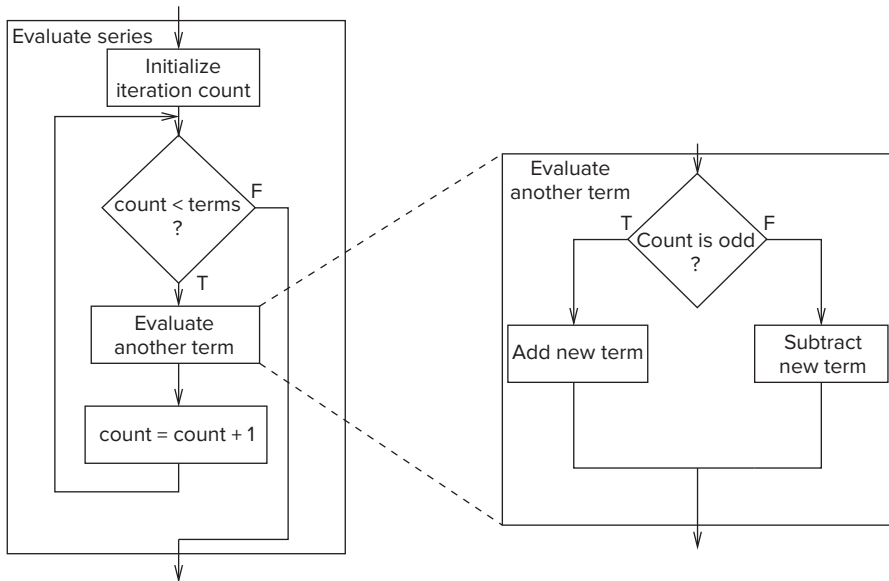 Evaluate series
Initialize
iteration count
count < terms
?
F
T
Evaluate
another term
count = count + 1
Evaluate
another term
T
F
Count is odd
?
Add new term
Subtract
new term